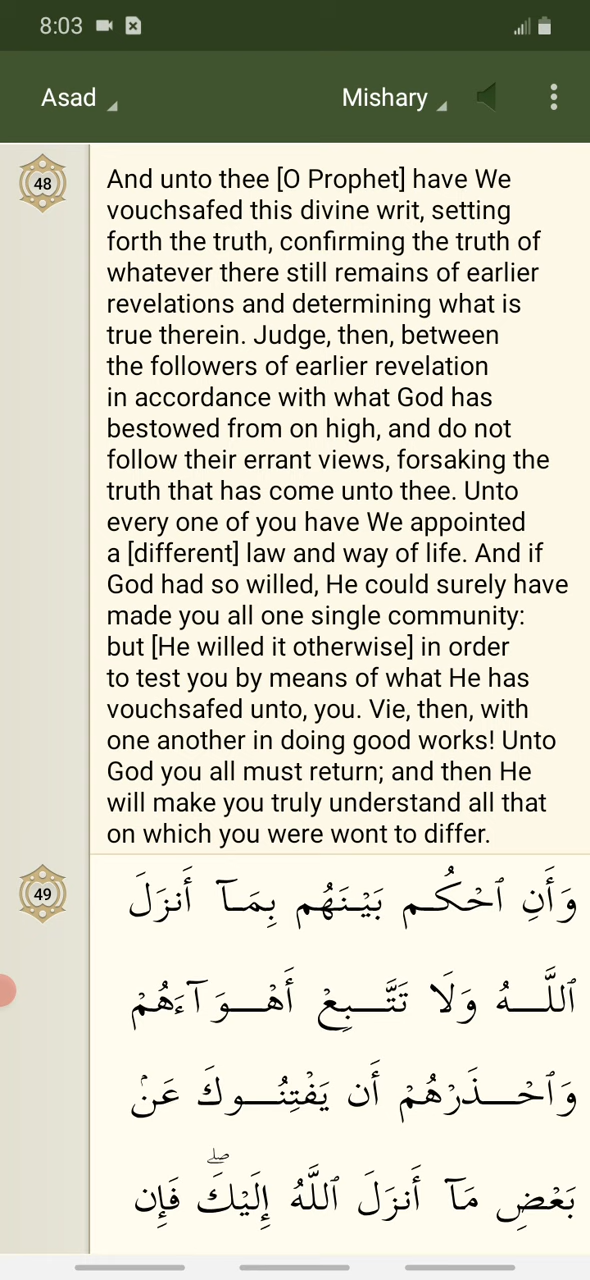 8:03
Asad
Mishary
48
And unto thee [O Prophet] have We
vouchsafed this divine writ, setting
forth the truth, confirming the truth of
whatever there still remains of earlier
revelations and determining what is
true therein. Judge, then, between
the followers of earlier revelation
in accordance with what God has
bestowed from on high, and do not
follow their errant views, forsaking the
truth that has come unto thee. Unto
every one of you have We appointed
a [different] law and way of life. And if
God had so willed, He could surely have
made you all one single community:
but [He willed it otherwise] in order
to test you by means of what He has
vouchsafed unto, you. Vie, then, with
one another in doing good works! Unto
God you all must return; and then He
will make you truly understand all that
on which you were wont to differ.
49
وَأَنِ ٱحْكُم بَيْنَهُم بِمَآ أَنزَلَ
ٱللَّهُ وَلَا تَتَّبِعْ أَهْوَآءَهُمْ
وَٱحْذَرْهُمْ أَن يَفْتِنُوكَ عَنۢ
بَعْضِ مَآ أَنزَلَ ٱللَّهُ إِلَيْكَ ۖ فَإِن